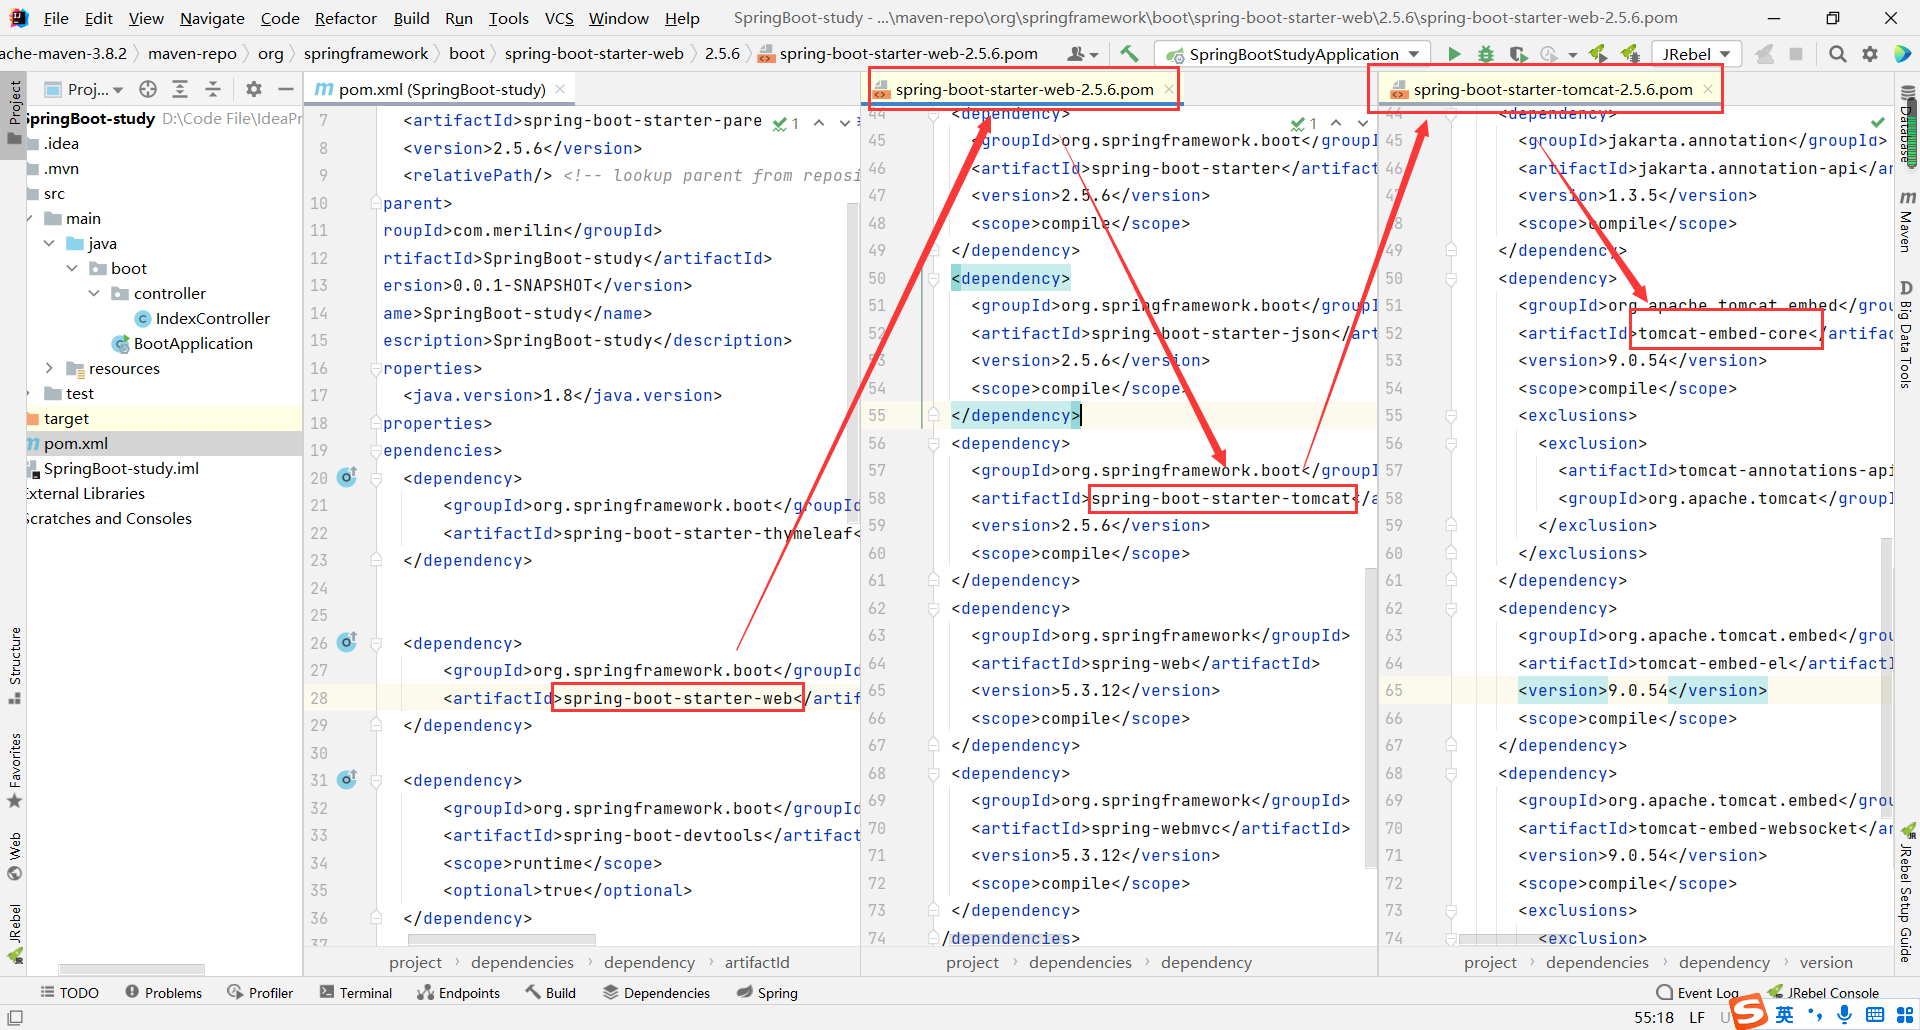 File Edit View Navigate Code Refactor Build Run Tools VCS Window Help SpringBoot-study - ...\maven-repo\org\springframework\boot\spring-boot-starter-web\2.5.6\spring-boot-starter-web-2.5.6.pom
ache-maven-3.8.2 maven-repo org springframework boot spring-boot-starter-web 2.5.6 spring-boot-starter-web-2.5.6.pom SpringBootStudyApplication JRebel
Project
Proj...
SpringBoot-study D:\Code File\IdeaPr
.idea
.mvn
src
main
java
boot
controller
IndexController
BootApplication
resources
test
target
pom.xml
SpringBoot-study.iml
External Libraries
Scratches and Consoles
Structure
Favorites
Web
JRebel
pom.xml (SpringBoot-study)
1
7 <artifactId>spring-boot-starter-pare
8 <version>2.5.6</version>
9 <relativePath/> <!-- lookup parent from reposi
10 parent>
11 roupId>com.merilin</groupId>
12 rtifactId>SpringBoot-study</artifactId>
13 ersion>0.0.1-SNAPSHOT</version>
14 ame>SpringBoot-study</name>
15 escription>SpringBoot-study</description>
16 roperties>
17 <java.version>1.8</java.version>
18 properties>
19 ependencies>
20 <dependency>
21 <groupId>org.springframework.boot</groupId
22 <artifactId>spring-boot-starter-thymeleaf<
23 </dependency>
24
25
26 <dependency>
27 <groupId>org.springframework.boot</groupId
28 <artifactId>spring-boot-starter-web</artif
29 </dependency>
30
31 <dependency>
32 <groupId>org.springframework.boot</groupId
33 <artifactId>spring-boot-devtools</artifact
34 <scope>runtime</scope>
35 <optional>true</optional>
36 </dependency>
37
project dependencies dependency artifactId
spring-boot-starter-web-2.5.6.pom
1
44 <dependency>
45 <groupId>org.springframework.boot</groupI
46 <artifactId>spring-boot-starter</artifact
47 <version>2.5.6</version>
48 <scope>compile</scope>
49 </dependency>
50 <dependency>
51 <groupId>org.springframework.boot</groupI
52 <artifactId>spring-boot-starter-json</art
53 <version>2.5.6</version>
54 <scope>compile</scope>
55 </dependency>
56 <dependency>
57 <groupId>org.springframework.boot</groupI
58 <artifactId>spring-boot-starter-tomcat</a
59 <version>2.5.6</version>
60 <scope>compile</scope>
61 </dependency>
62 <dependency>
63 <groupId>org.springframework</groupId>
64 <artifactId>spring-web</artifactId>
65 <version>5.3.12</version>
66 <scope>compile</scope>
67 </dependency>
68 <dependency>
69 <groupId>org.springframework</groupId>
70 <artifactId>spring-webmvc</artifactId>
71 <version>5.3.12</version>
72 <scope>compile</scope>
73 </dependency>
74 /dependencies>
project dependencies dependency
spring-boot-starter-tomcat-2.5.6.pom
44 <dependency>
45 <groupId>jakarta.annotation</groupId>
46 <artifactId>jakarta.annotation-api</artif
47 <version>1.3.5</version>
48 <scope>compile</scope>
49 </dependency>
50 <dependency>
51 <groupId>org.apache.tomcat.embed</grou
52 <artifactId>tomcat-embed-core</artifac
53 <version>9.0.54</version>
54 <scope>compile</scope>
55 <exclusions>
56 <exclusion>
57 <artifactId>tomcat-annotations-api
58 <groupId>org.apache.tomcat</groupI
59 </exclusion>
60 </exclusions>
61 </dependency>
62 <dependency>
63 <groupId>org.apache.tomcat.embed</grou
64 <artifactId>tomcat-embed-el</artifactI
65 <version>9.0.54</version>
66 <scope>compile</scope>
67 </dependency>
68 <dependency>
69 <groupId>org.apache.tomcat.embed</grou
70 <artifactId>tomcat-embed-websocket</ar
71 <version>9.0.54</version>
72 <scope>compile</scope>
73 <exclusions>
74 <exclusion>
project dependencies dependency version
Database
Maven
Big Data Tools
JRebel Setup Guide
TODO Problems Profiler Terminal Endpoints Build Dependencies Spring Event Log JRebel Console
55:18 LF U 英